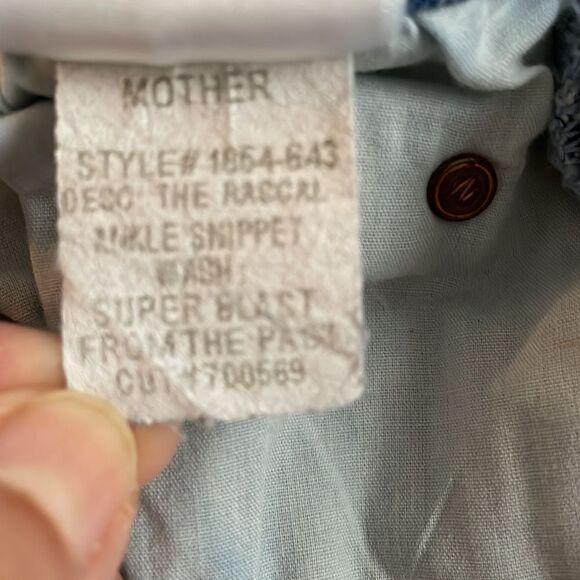 MOTHER
STYLE# 1864-643
DESC THE RASCAL
ANKLE SNIPPET
WASH
SUPER BLAST
FROM THE PAST
CUT #700569